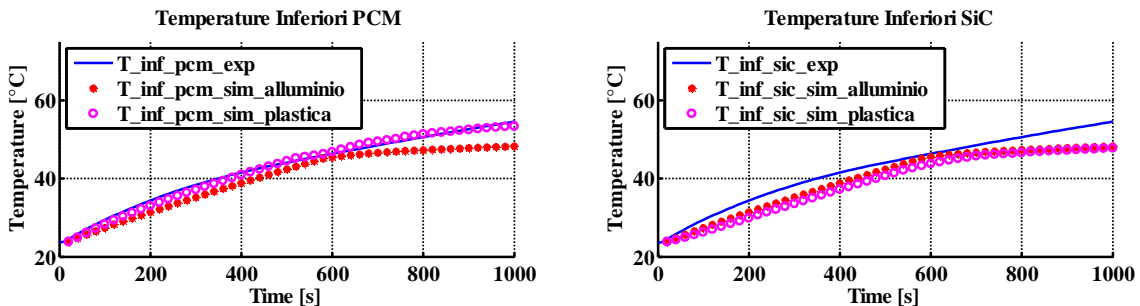 Temperature Inferiori PCM
T_inf_pcm_exp
T_inf_pcm_sim_alluminio
T_inf_pcm_sim_plastica
Temperature [°C]
60
40
20
0
200
400
600
800
1000
Time [s]
Temperature Inferiori SiC
T_inf_sic_exp
T_inf_sic_sim_alluminio
T_inf_sic_sim_plastica
Temperature [°C]
60
40
20
0
200
400
600
800
1000
Time [s]